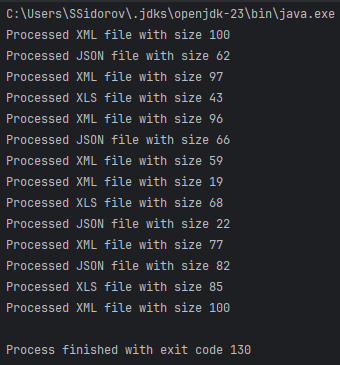 C:\Users\SSidorov\.jdks\openjdk-23\bin\java.exe
Processed XML file with size 100
Processed JSON file with size 62
Processed XML file with size 97
Processed XLS file with size 43
Processed XML file with size 96
Processed JSON file with size 66
Processed XML file with size 59
Processed XML file with size 19
Processed XLS file with size 68
Processed JSON file with size 22
Processed XML file with size 77
Processed JSON file with size 82
Processed XLS file with size 85
Processed XML file with size 100
Process finished with exit code 130